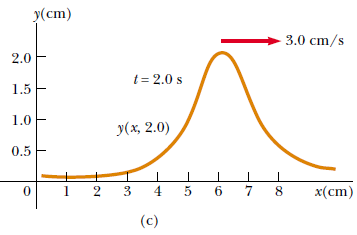 y(cm)
3.0 cm/s
2.0
t = 2.0 s
1.5
1.0
y(x, 2.0)
0.5
0 1 2 3 4 5 6 7 8 x(cm)
(c)